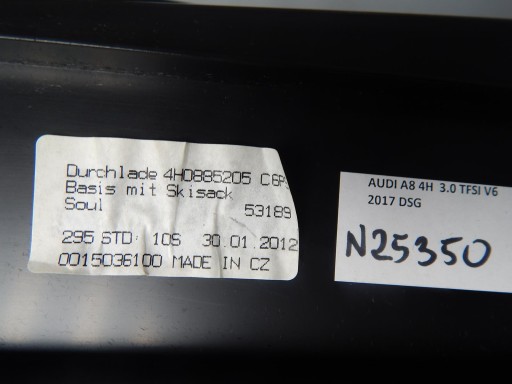 Durchlade 4H0885205 C 6PS
Basis mit Skisack
Soul 53189
295 STD: 10S 30.01.2012
0015036100 MADE IN CZ
AUDI A8 4H 3.0 TFSI V6
2017 DSG
N25350